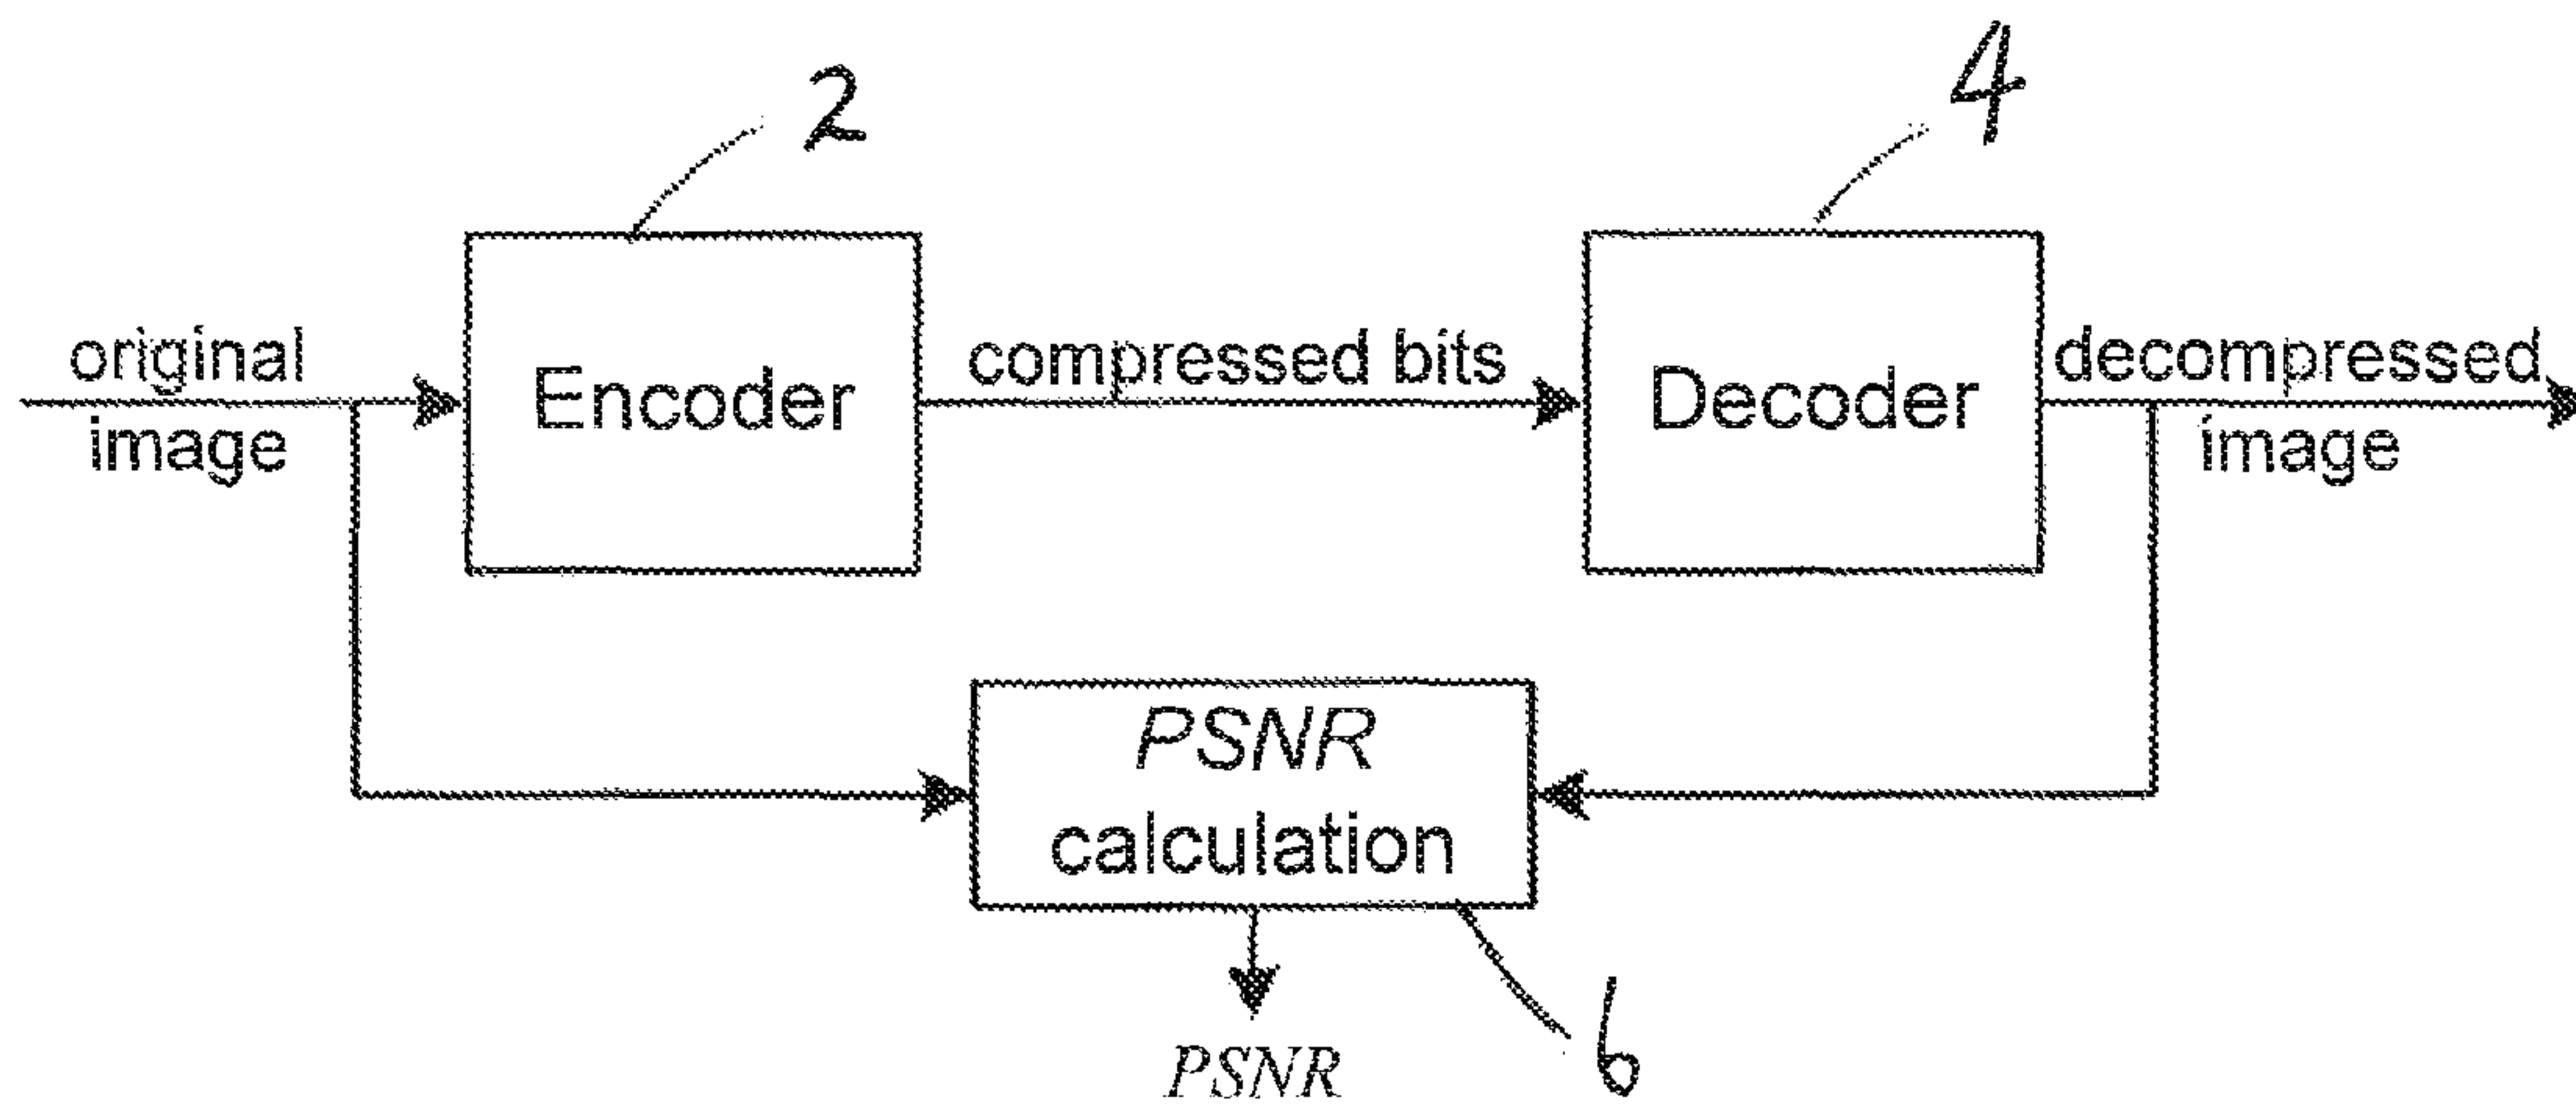 2
4
original
image
Encoder
compressed bits
Decoder
decompressed
image
PSNR
calculation
6
PSNR